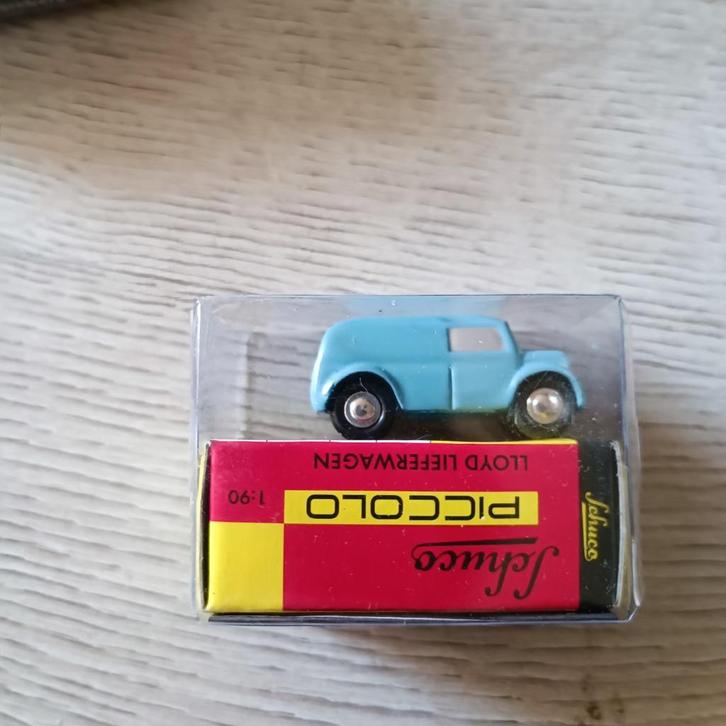 Schuco
PICCOLO
1:90
LLOYD LIEFERWAGEN
Schuco